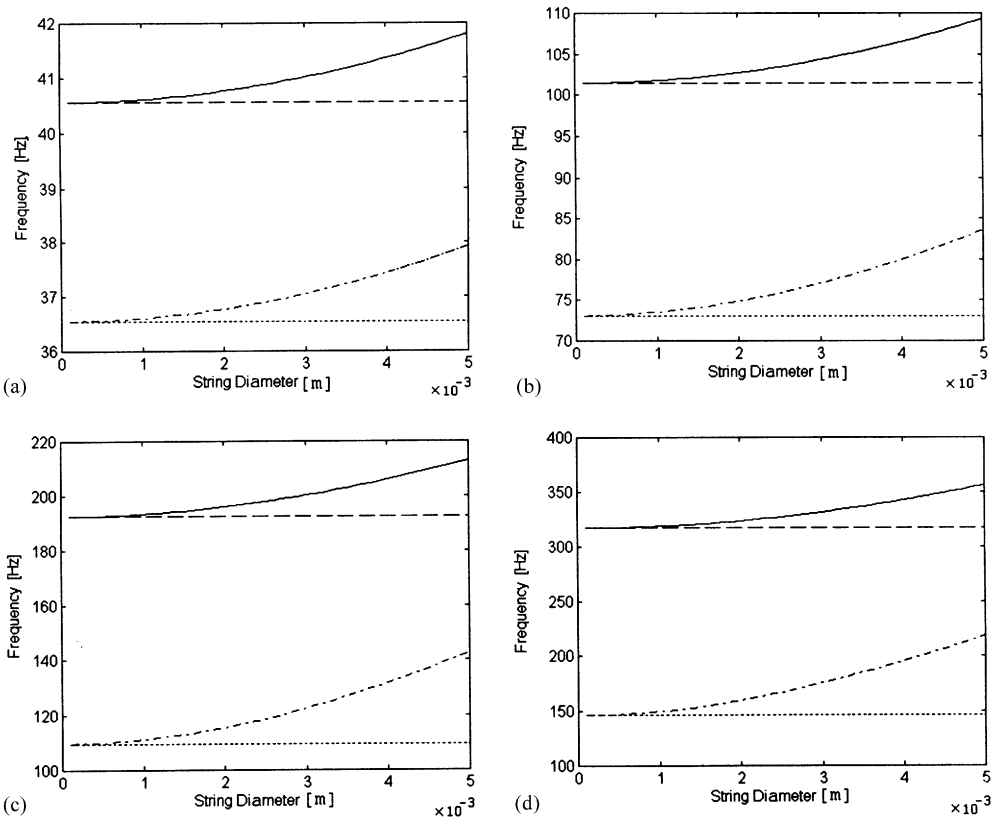 42
41
40
39
38
37
36
Frequency [Hz]
0 1 2 3 4 5
String Diameter [m]
×10⁻³
(a)
110
105
100
95
90
85
80
75
70
Frequency [Hz]
0 1 2 3 4 5
String Diameter [m]
×10⁻³
(b)
220
200
180
160
140
120
100
Frequency [Hz]
0 1 2 3 4 5
String Diameter [m]
×10⁻³
(c)
400
350
300
250
200
150
100
Frequency [Hz]
0 1 2 3 4 5
String Diameter [m]
×10⁻³
(d)